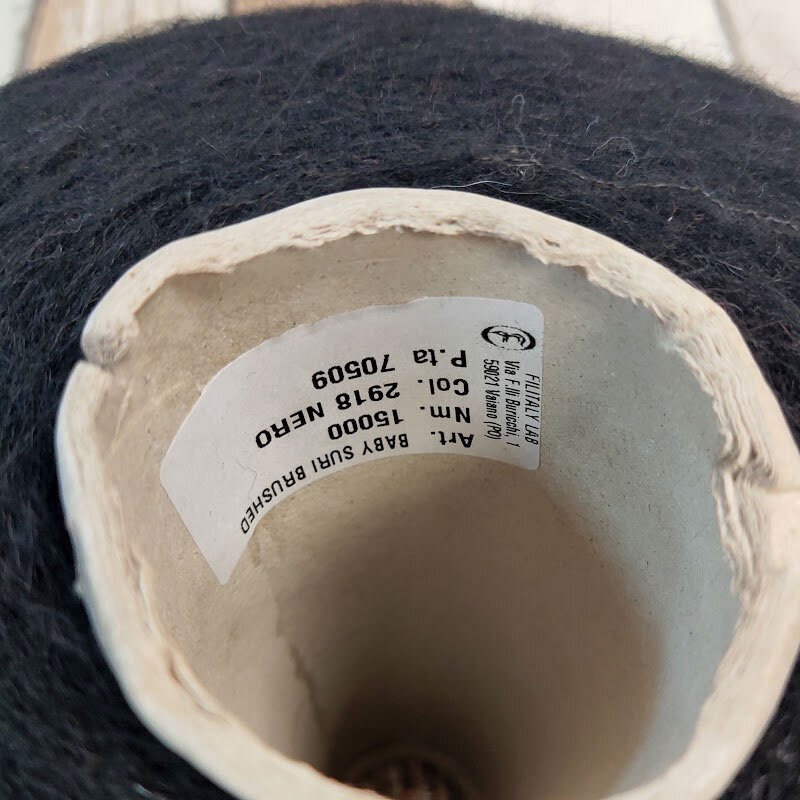 FILITALY LAB
Via F.lli Buricchi, 1
59021 Vaiano (PO)
Art. BABY SURI BRUSHED
Nm. 15000
Col. 2918 NERO
P.ta 70509